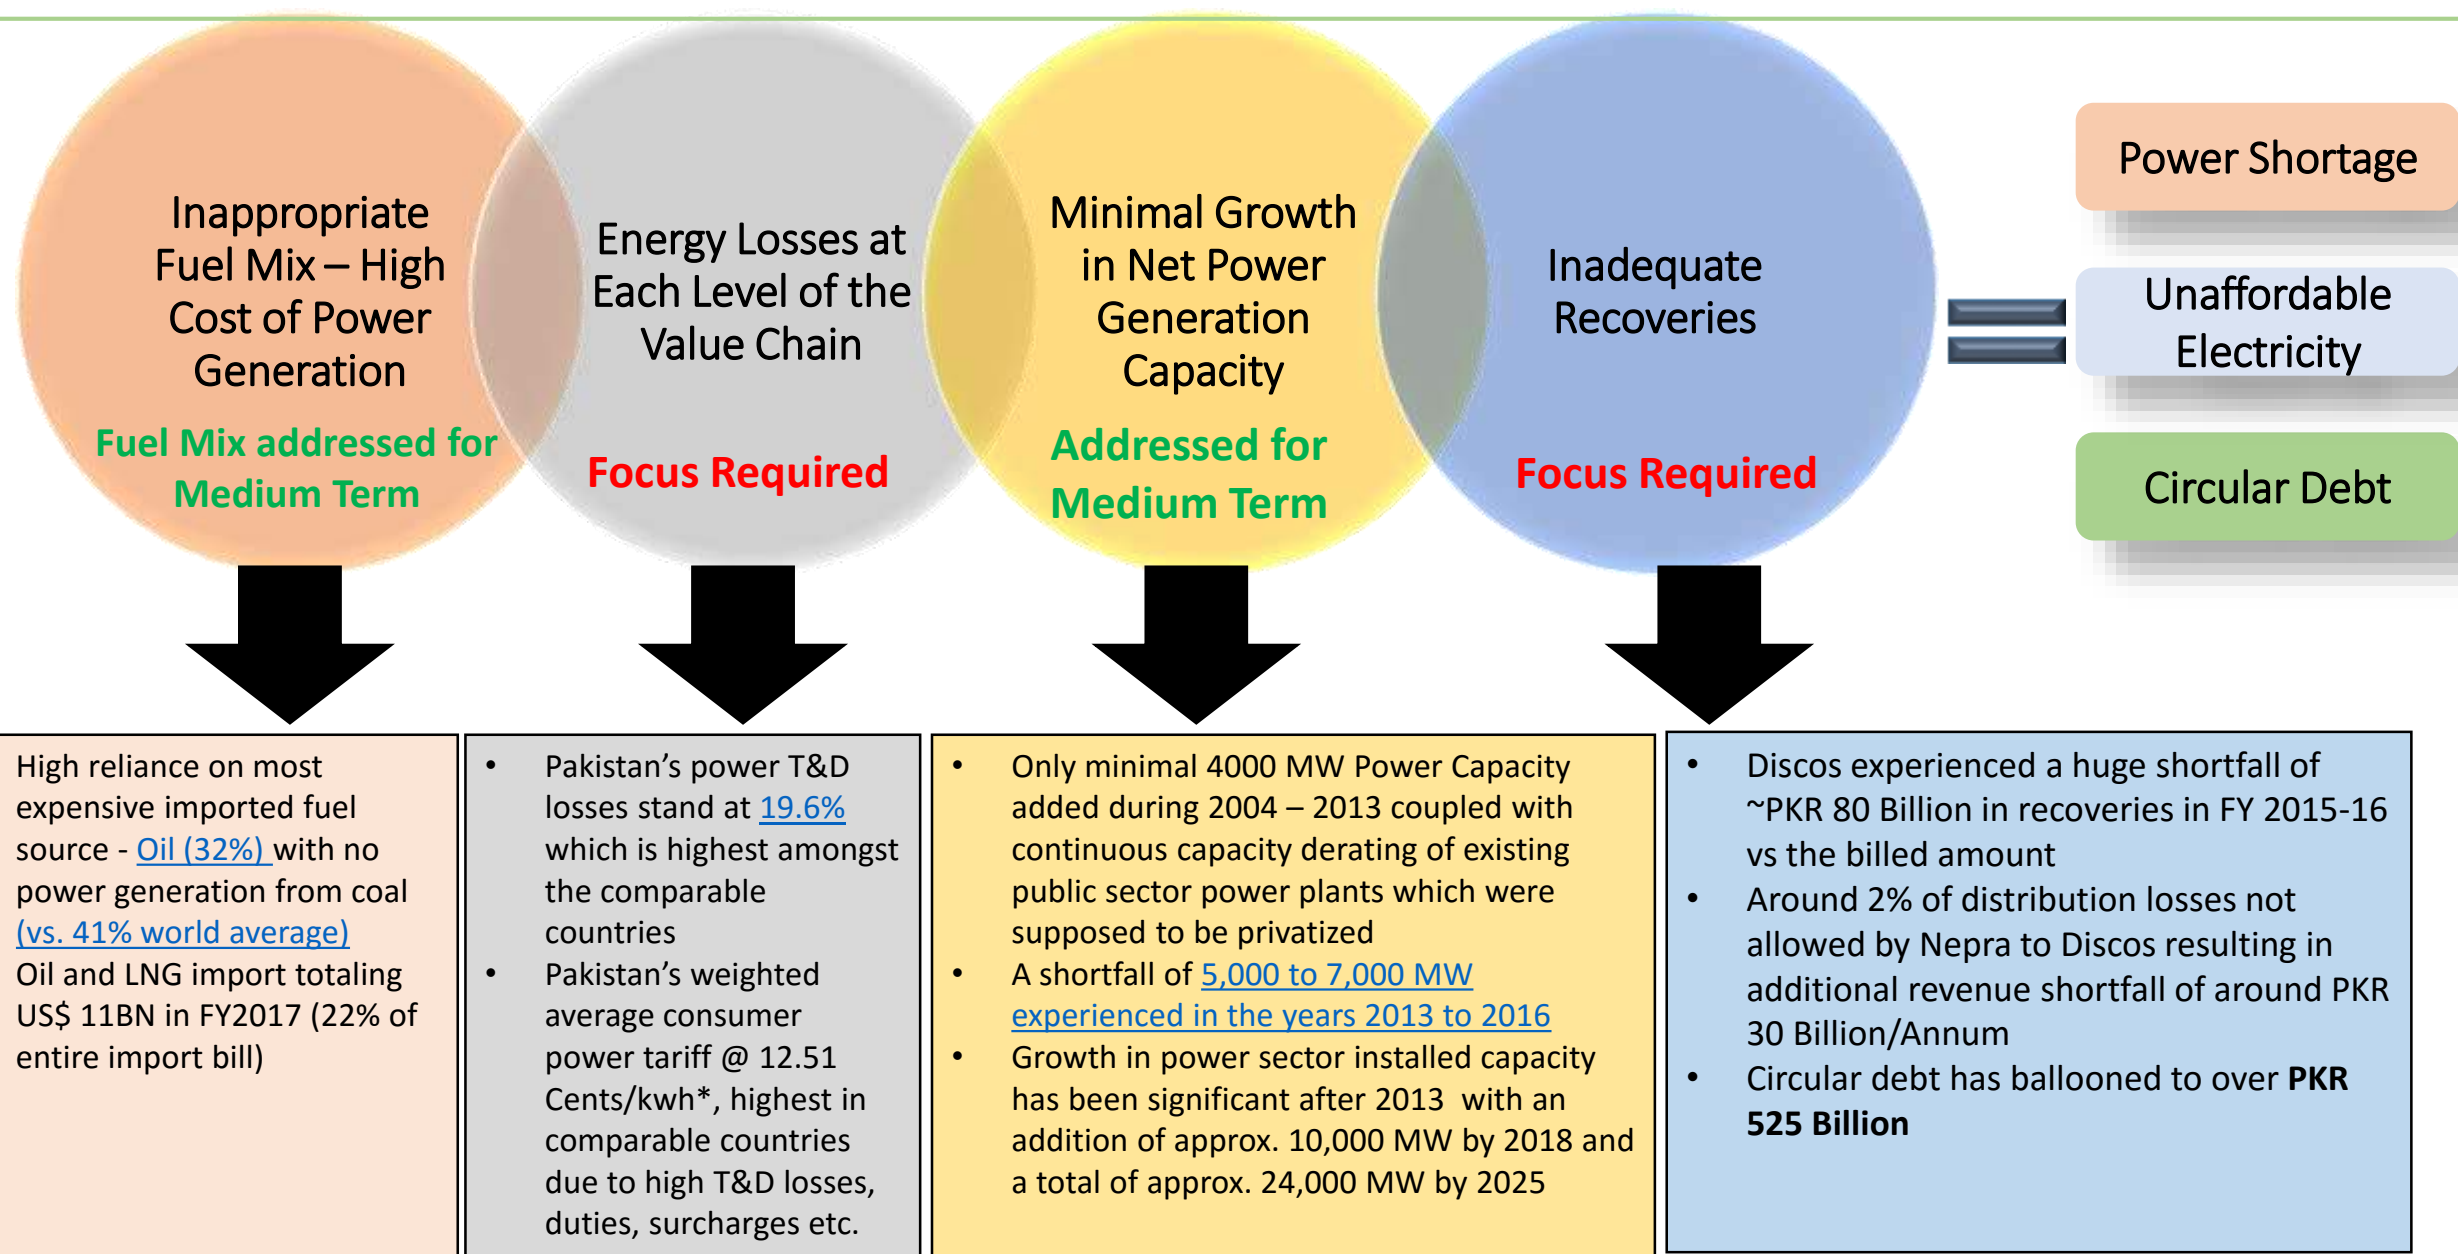 Inappropriate
Fuel Mix – High
Cost of Power
Generation
Fuel Mix addressed for
Medium Term
Energy Losses at
Each Level of the
Value Chain
Focus Required
Minimal Growth
in Net Power
Generation
Capacity
Addressed for
Medium Term
Inadequate
Recoveries
Focus Required
Power Shortage
Unaffordable
Electricity
Circular Debt
High reliance on most
expensive imported fuel
source - Oil (32%) with no
power generation from coal
(vs. 41% world average)
Oil and LNG import totaling
US$ 11BN in FY2017 (22% of
entire import bill)
• Pakistan’s power T&D
losses stand at 19.6%
which is highest amongst
the comparable
countries
• Pakistan’s weighted
average consumer
power tariff @ 12.51
Cents/kwh*, highest in
comparable countries
due to high T&D losses,
duties, surcharges etc.
• Only minimal 4000 MW Power Capacity
added during 2004 – 2013 coupled with
continuous capacity derating of existing
public sector power plants which were
supposed to be privatized
• A shortfall of 5,000 to 7,000 MW
experienced in the years 2013 to 2016
• Growth in power sector installed capacity
has been significant after 2013 with an
addition of approx. 10,000 MW by 2018 and
a total of approx. 24,000 MW by 2025
• Discos experienced a huge shortfall of
~PKR 80 Billion in recoveries in FY 2015-16
vs the billed amount
• Around 2% of distribution losses not
allowed by Nepra to Discos resulting in
additional revenue shortfall of around PKR
30 Billion/Annum
• Circular debt has ballooned to over PKR
525 Billion